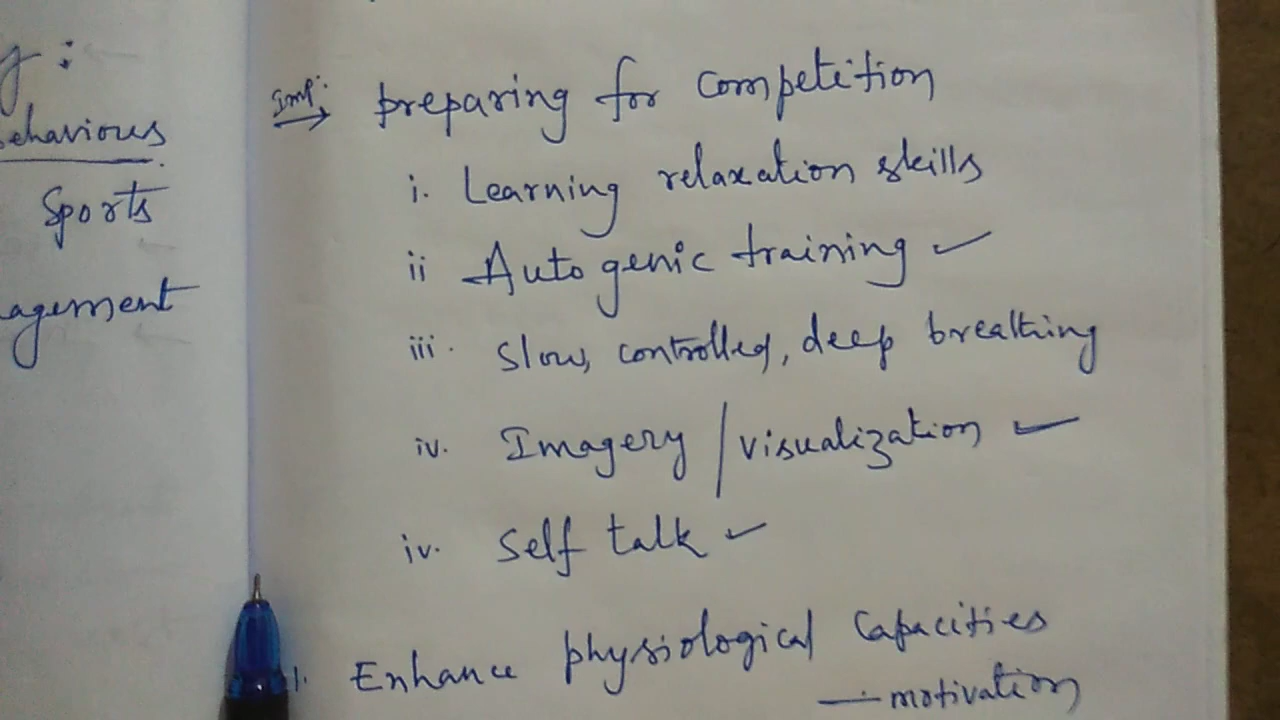 y :
ehaviours
Sports
agement
Imp: → preparing for competition
i. Learning relaxation skills
ii Autogenic training ✓
iii. slow, controlled, deep breathing
iv. Imagery / visualization ✓
iv. Self talk ✓
1. Enhance physiological capacities
— motivation